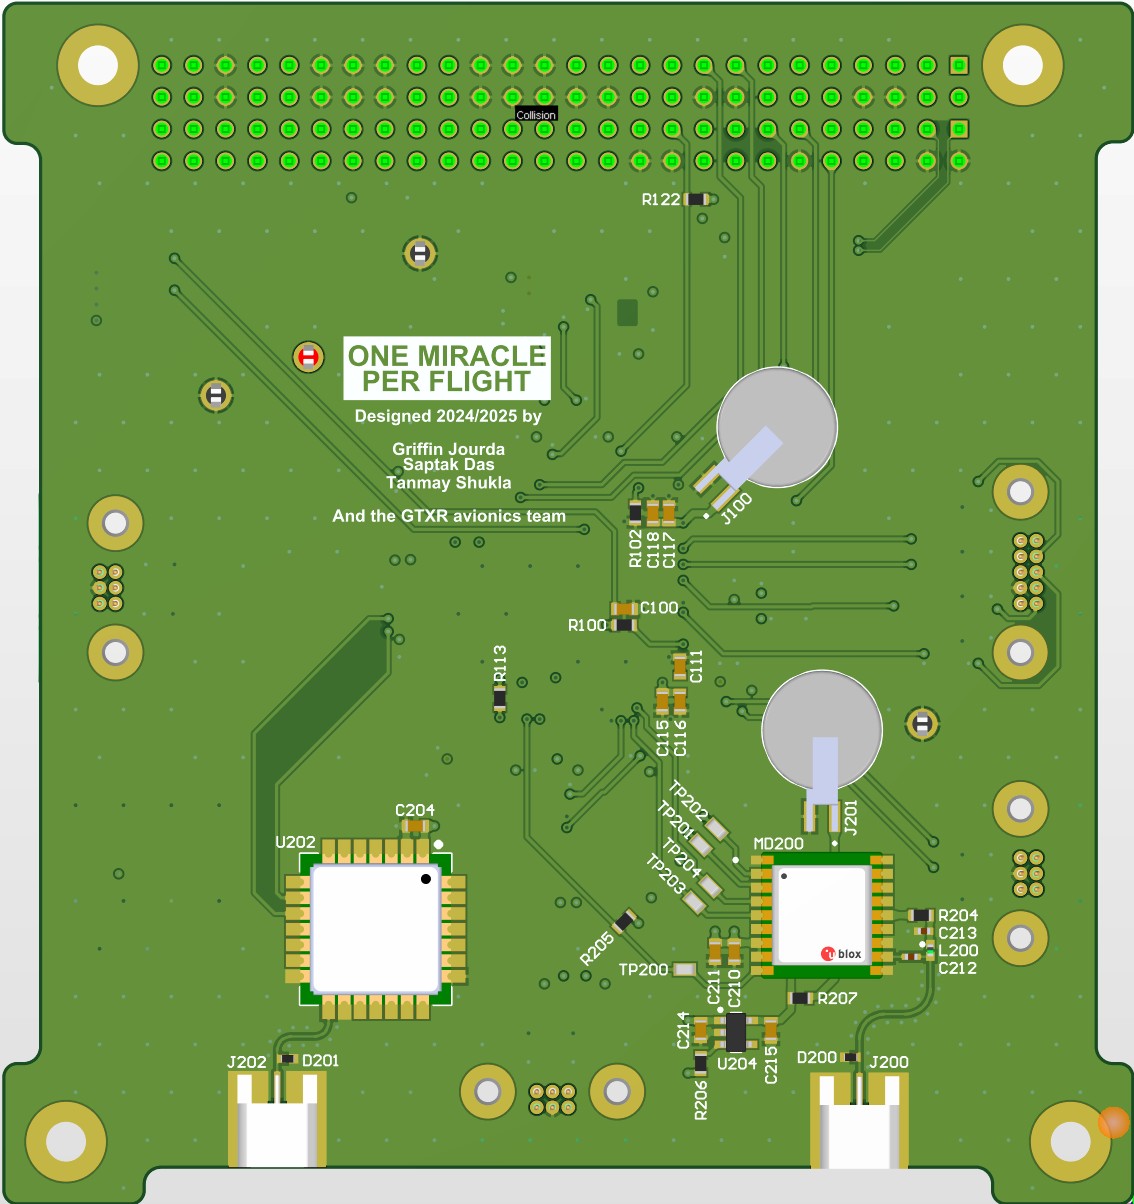 Collision
R122
ONE MIRACLE
PER FLIGHT
Designed 2024/2025 by
Griffin Jourda
Saptak Das
Tanmay Shukla
And the GTXR avionics team
J100
R102
C118
C117
C100
R100
R113
C111
C115
C116
TP202
TP201
TP204
TP203
J201
C204
U202
MD200
u blox
R204
C213
L200
C212
R205
TP200
C211
C210
R207
C214
U204
C215
R206
J202
D201
D200
J200